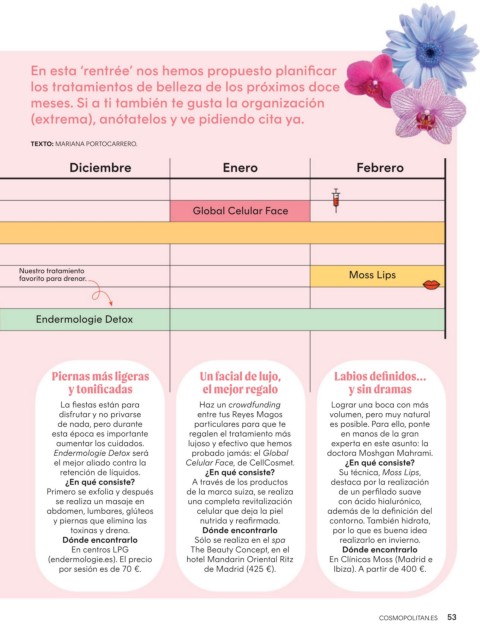 En esta ‘rentrée’ nos hemos propuesto planificar
los tratamientos de belleza de los próximos doce
meses. Si a ti también te gusta la organización
(extrema), anótatelos y ve pidiendo cita ya.
TEXTO: MARIANA PORTOCARRERO.
Diciembre Enero Febrero
Global Celular Face
Nuestro tratamiento
favorito para drenar.
Moss Lips
Endermologie Detox
Piernas más ligeras
y tonificadas
La fiestas están para
disfrutar y no privarse
de nada, pero durante
esta época es importante
aumentar los cuidados.
Endermologie Detox será
el mejor aliado contra la
retención de líquidos.
¿En qué consiste?
Primero se exfolia y después
se realiza un masaje en
abdomen, lumbares, glúteos
y piernas que elimina las
toxinas y drena.
Dónde encontrarlo
En centros LPG
(endermologie.es). El precio
por sesión es de 70 €.
Un facial de lujo,
el mejor regalo
Haz un crowdfunding
entre tus Reyes Magos
particulares para que te
regalen el tratamiento más
lujoso y efectivo que hemos
probado jamás: el Global
Celular Face, de CellCosmet.
¿En qué consiste?
A través de los productos
de la marca suiza, se realiza
una completa revitalización
celular que deja la piel
nutrida y reafirmada.
Dónde encontrarlo
Sólo se realiza en el spa
The Beauty Concept, en el
hotel Mandarin Oriental Ritz
de Madrid (425 €).
Labios definidos...
y sin dramas
Lograr una boca con más
volumen, pero muy natural
es posible. Para ello, ponte
en manos de la gran
experta en este asunto: la
doctora Moshgan Mahrami.
¿En qué consiste?
Su técnica, Moss Lips,
destaca por la realización
de un perfilado suave
con ácido hialurónico,
además de la definición del
contorno. También hidrata,
por lo que es buena idea
realizarlo en invierno.
Dónde encontrarlo
En Clínicas Moss (Madrid e
Ibiza). A partir de 400 €.
COSMOPOLITAN.ES 53